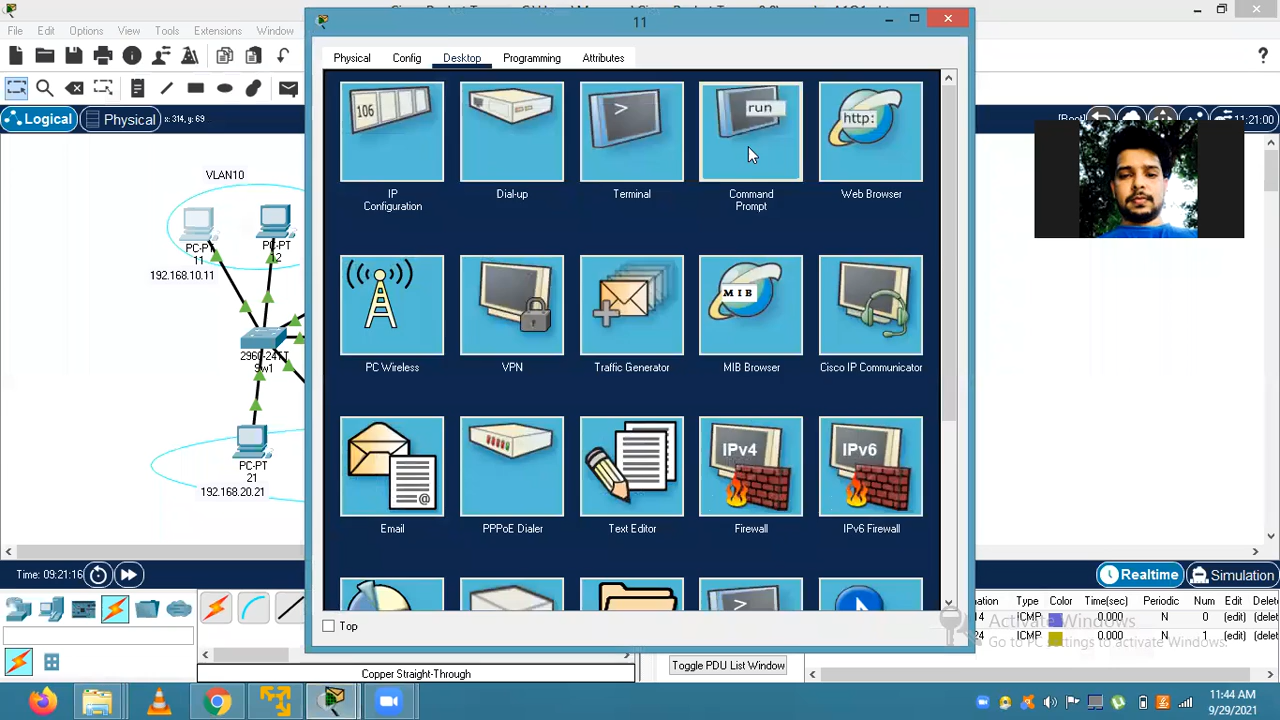 11
File Edit Options View Tools Extensions Window
Physical Config Desktop Programming Attributes
?
Logical Physical x: 314, y: 69
[Root] 11:21:00
106
>
run
http:
IP
Configuration
Dial-up
Terminal
Command
Prompt
Web Browser
VLAN10
PC-PT
11
PC-PT
12
192.168.10.11
MIB
PC Wireless
VPN
Traffic Generator
MIB Browser
Cisco IP Communicator
2960-24TT
Sw1
PC-PT
21
192.168.20.21
@
IPv4
IPv6
Email
PPPoE Dialer
Text Editor
Firewall
IPv6 Firewall
>
Top
Time: 09:21:16
Realtime Simulation
Type Color Time(sec) Periodic Num Edit
ICMP 0.000 N 0 (edit)
24 ICMP 0.000 N 1 (edit)
Activate Windows
Go to PC settings to activate Windows.
Copper Straight-Through
Toggle PDU List Window
11:44 AM
9/29/2021